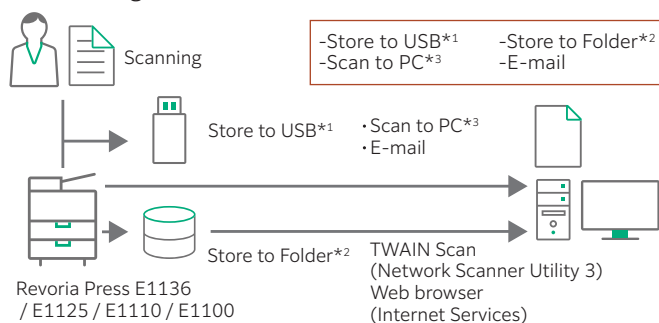 Scanning
-Store to USB*1
-Store to Folder*2
-Scan to PC*3
-E-mail
Store to USB*1
・Scan to PC*3
・E-mail
Store to Folder*2
TWAIN Scan
(Network Scanner Utility 3)
Web browser
(Internet Services)
Revoria Press E1136
/ E1125 / E1110 / E1100